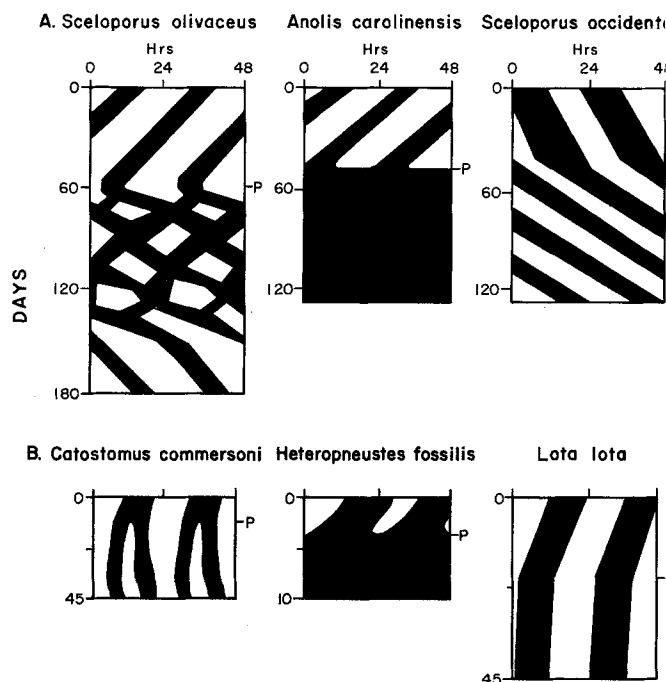 A. Sceloporus olivaceus Anolis carolinensis Sceloporus
Hrs Hrs Hrs
0 24 48 0 24 48 0 24 48
0 0 0
60 P 60 P 60
120 120 120
DAYS
180
B. Catostomus commersoni Heteropneustes fossilis Lota lota
0 P 0 P 0
45 10
45